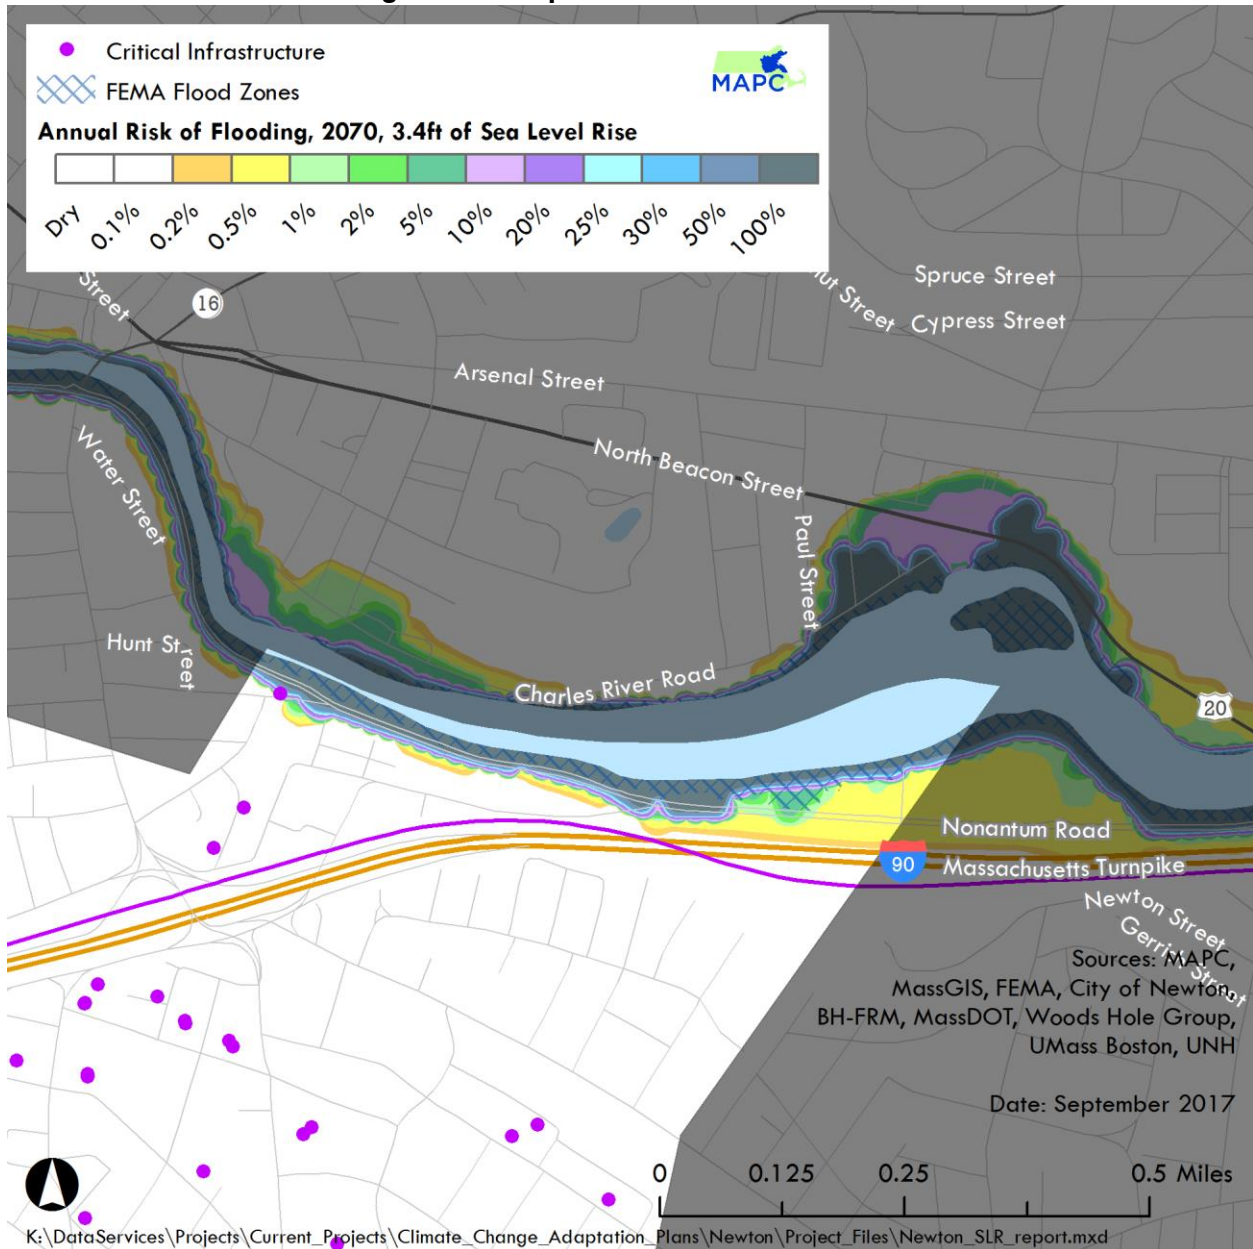 Critical Infrastructure
MAPC
FEMA Flood Zones
Annual Risk of Flooding, 2070, 3.4ft of Sea Level Rise
Dry 0.1% 0.2% 0.5% 1% 2% 5% 10% 20% 25% 30% 50% 100%
Street
16
Spruce Street
Street
Cypress Street
Arsenal Street
North Beacon Street
Water Street
Paul Street
Hunt Street
Charles River Road
20
Nonantum Road
90
Massachusetts Turnpike
Newton Street
Gerrish Street
Sources: MAPC,
MassGIS, FEMA, City of Newton,
BH-FRM, MassDOT, Woods Hole Group,
UMass Boston, UNH
Date: September 2017
0 0.125 0.25 0.5 Miles
K:\DataServices\Projects\Current_Projects\Climate_Change_Adaptation_Plans\Newton\Project_Files\Newton_SLR_report.mxd